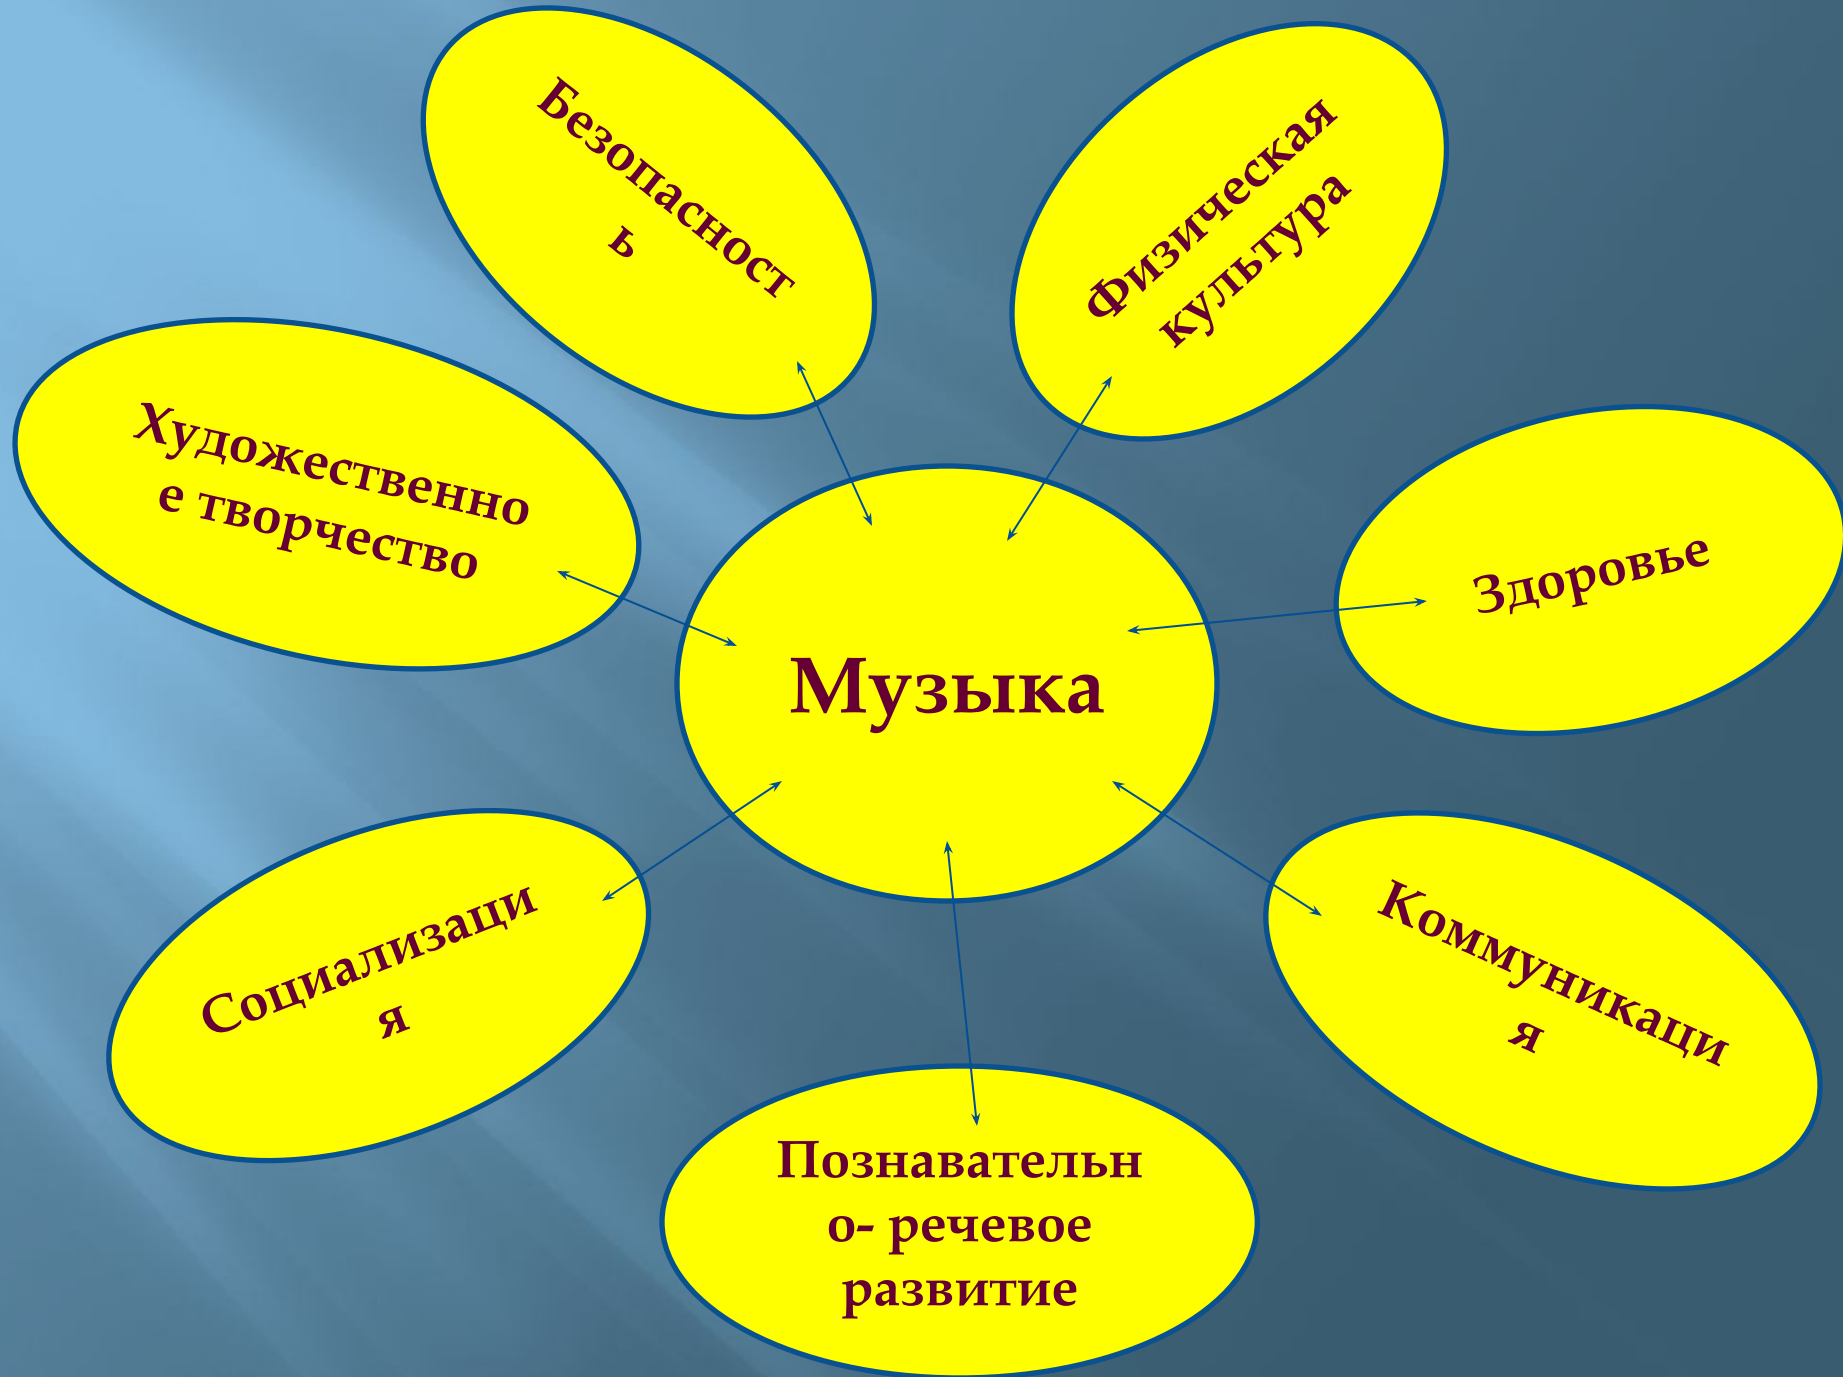 Безопасност
ь
Физическая
культура
Художественно
е творчество
Здоровье
Музыка
Социализаци
я
Коммуникаци
я
Познавательн
о- речевое
развитие